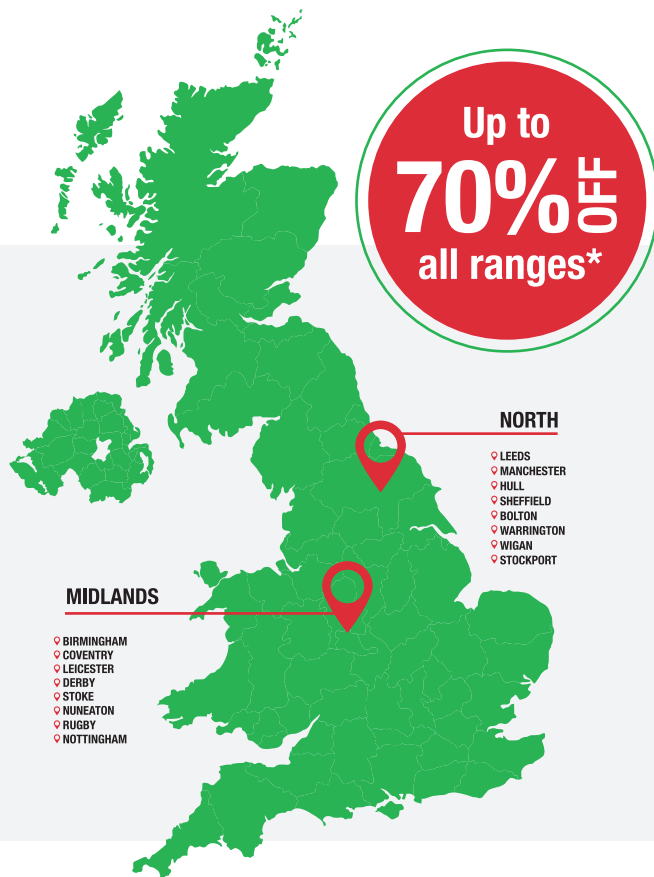 Up to
70% OFF
all ranges*
NORTH
LEEDS
MANCHESTER
HULL
SHEFFIELD
BOLTON
WARRINGTON
WIGAN
STOCKPORT
MIDLANDS
BIRMINGHAM
COVENTRY
LEICESTER
DERBY
STOKE
NUNEATON
RUGBY
NOTTINGHAM